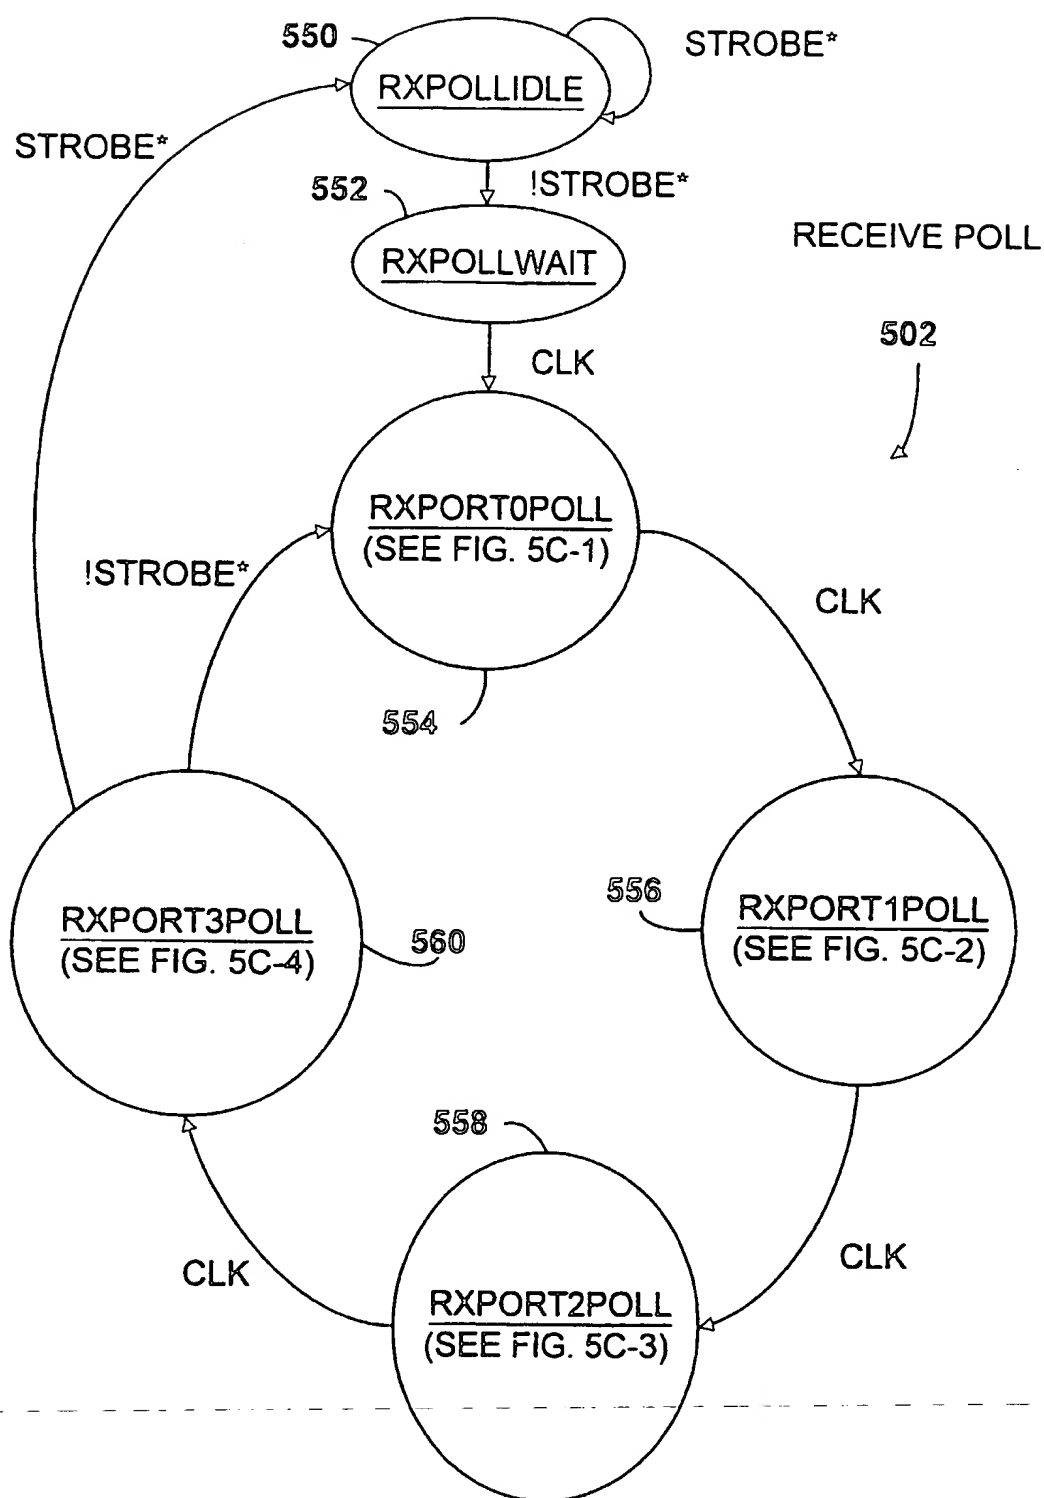 550
STROBE*
RXPOLLIDLE
STROBE*
!STROBE*
552
RXPOLLWAIT
RECEIVE POLL
502
CLK
RXPORT0POLL
(SEE FIG. 5C-1)
!STROBE*
CLK
554
556
RXPORT3POLL
(SEE FIG. 5C-4)
560
RXPORT1POLL
(SEE FIG. 5C-2)
558
CLK
CLK
RXPORT2POLL
(SEE FIG. 5C-3)